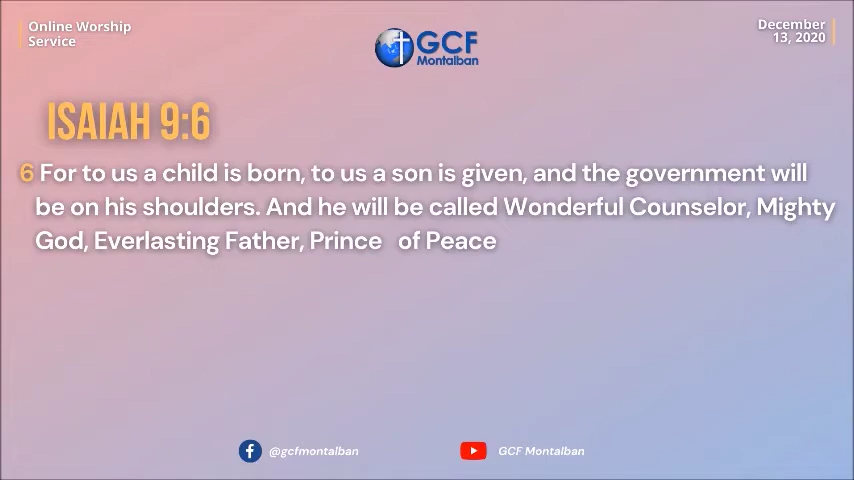 Online Worship
Service
GCF
Montalban
December
13, 2020
ISAIAH 9:6
6 For to us a child is born, to us a son is given, and the government will
be on his shoulders. And he will be called Wonderful Counselor, Mighty
God, Everlasting Father, Prince of Peace
@gcfmontalban
GCF Montalban